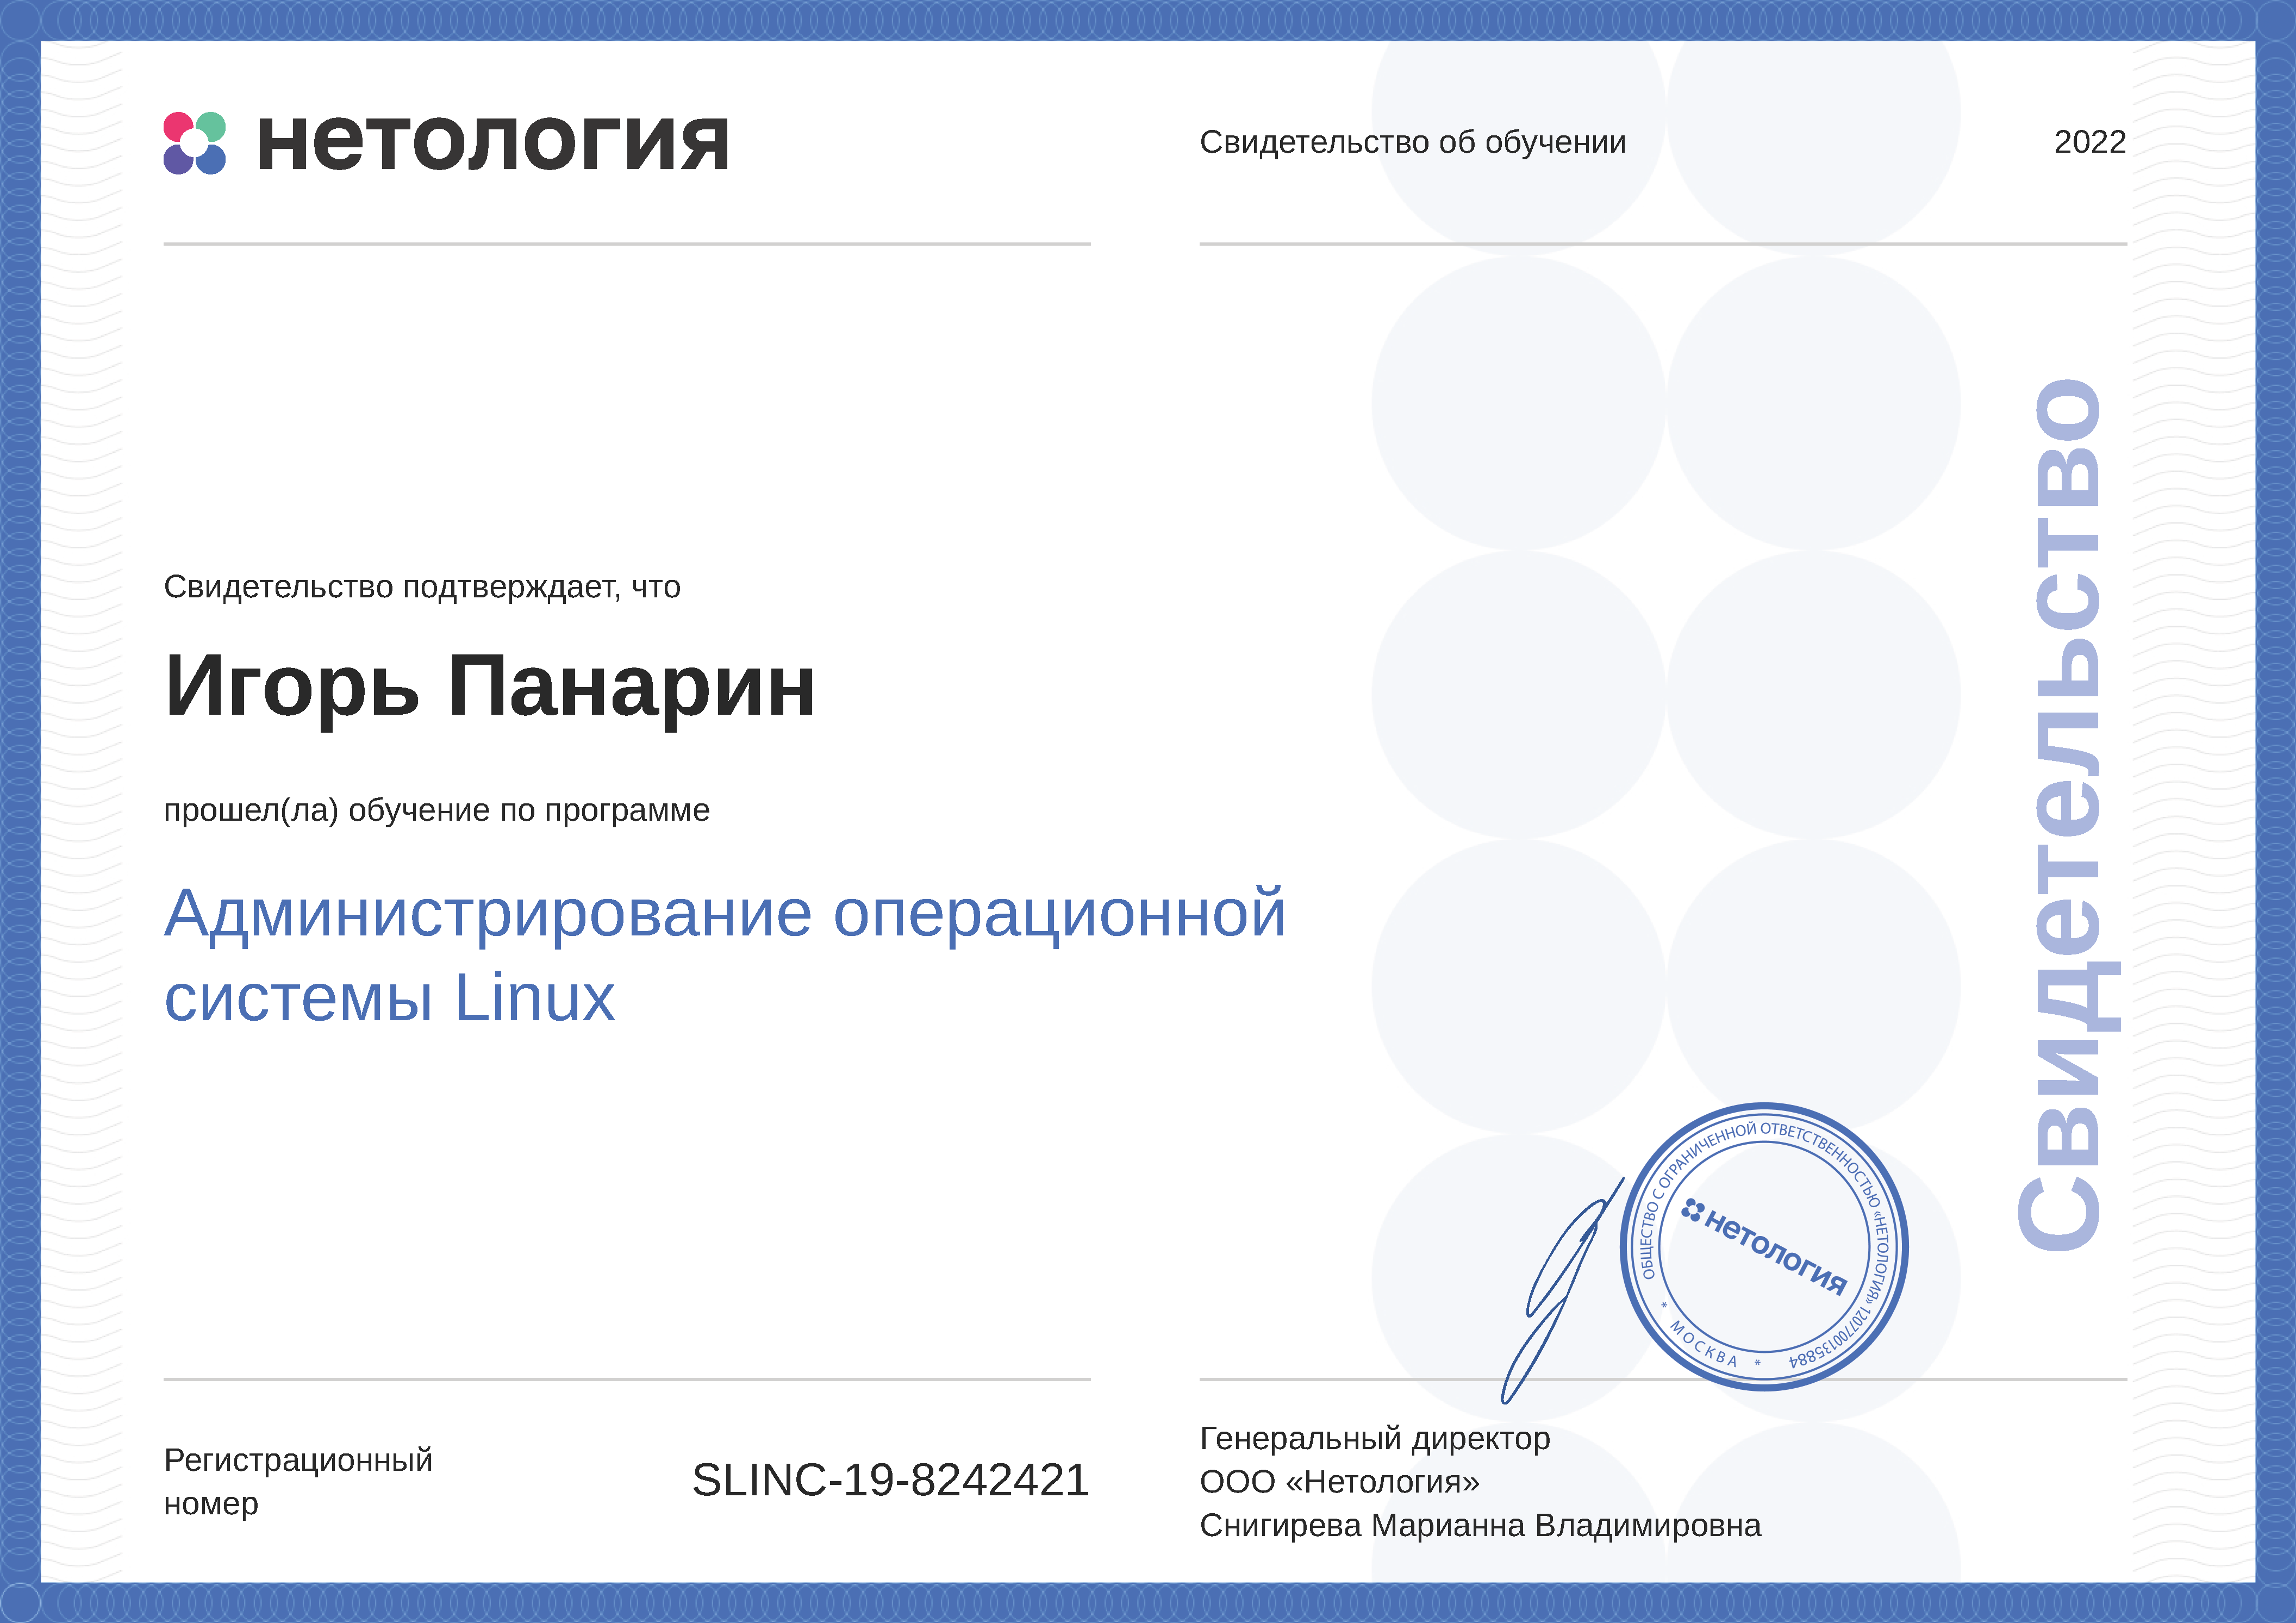 нетология
Свидетельство об обучении
2022
Свидетельство подтверждает, что
Игорь Панарин
прошел(ла) обучение по программе
Администрирование операционной
системы Linux
Свидетельство
ОБЩЕСТВО С ОГРАНИЧЕННОЙ ОТВЕТСТВЕННОСТЬЮ «НЕТОЛОГИЯ» 1207700135884
* МОСКВА *
нетология
Регистрационный
номер
SLINC-19-8242421
Генеральный директор
ООО «Нетология»
Снигирева Марианна Владимировна